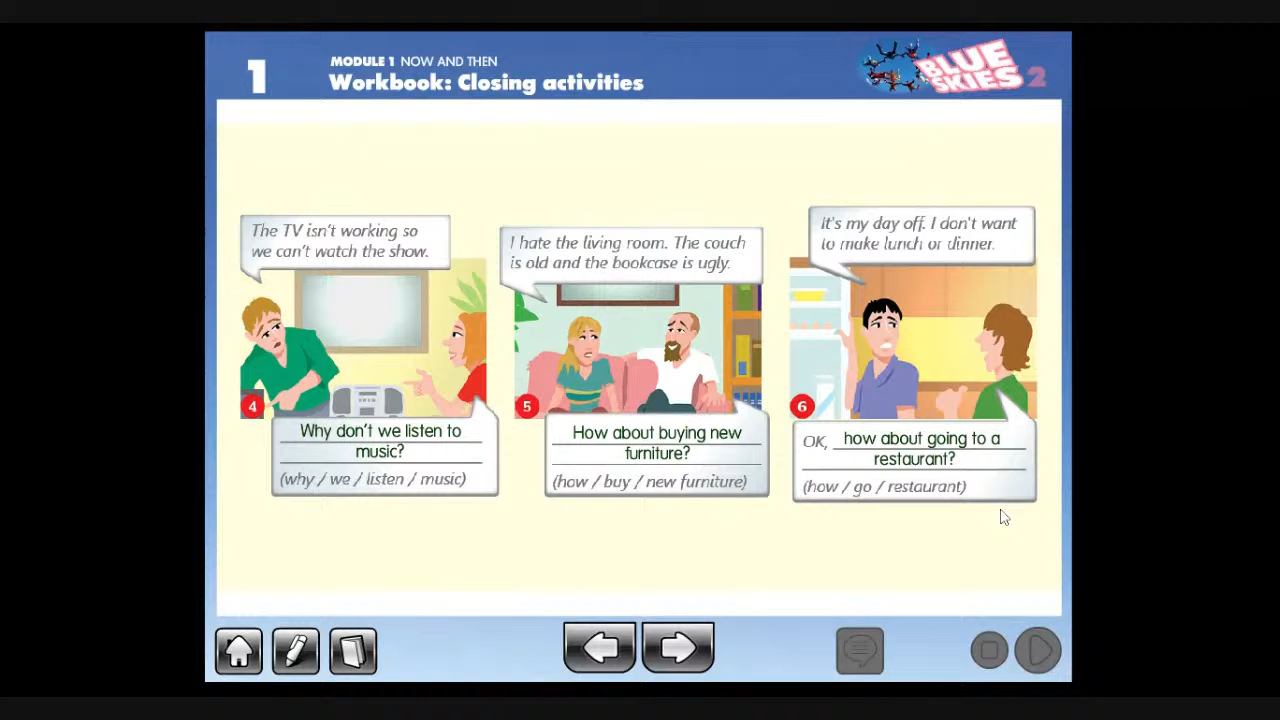 1
MODULE 1 NOW AND THEN
Workbook: Closing activities
BLUE
SKIES 2
The TV isn't working so
we can't watch the show.
4
Why don't we listen to
music?
(why / we / listen / music)
I hate the living room. The couch
is old and the bookcase is ugly.
5
How about buying new
furniture?
(how / buy / new furniture)
It's my day off. I don't want
to make lunch or dinner.
6
OK, how about going to a
restaurant?
(how / go / restaurant)